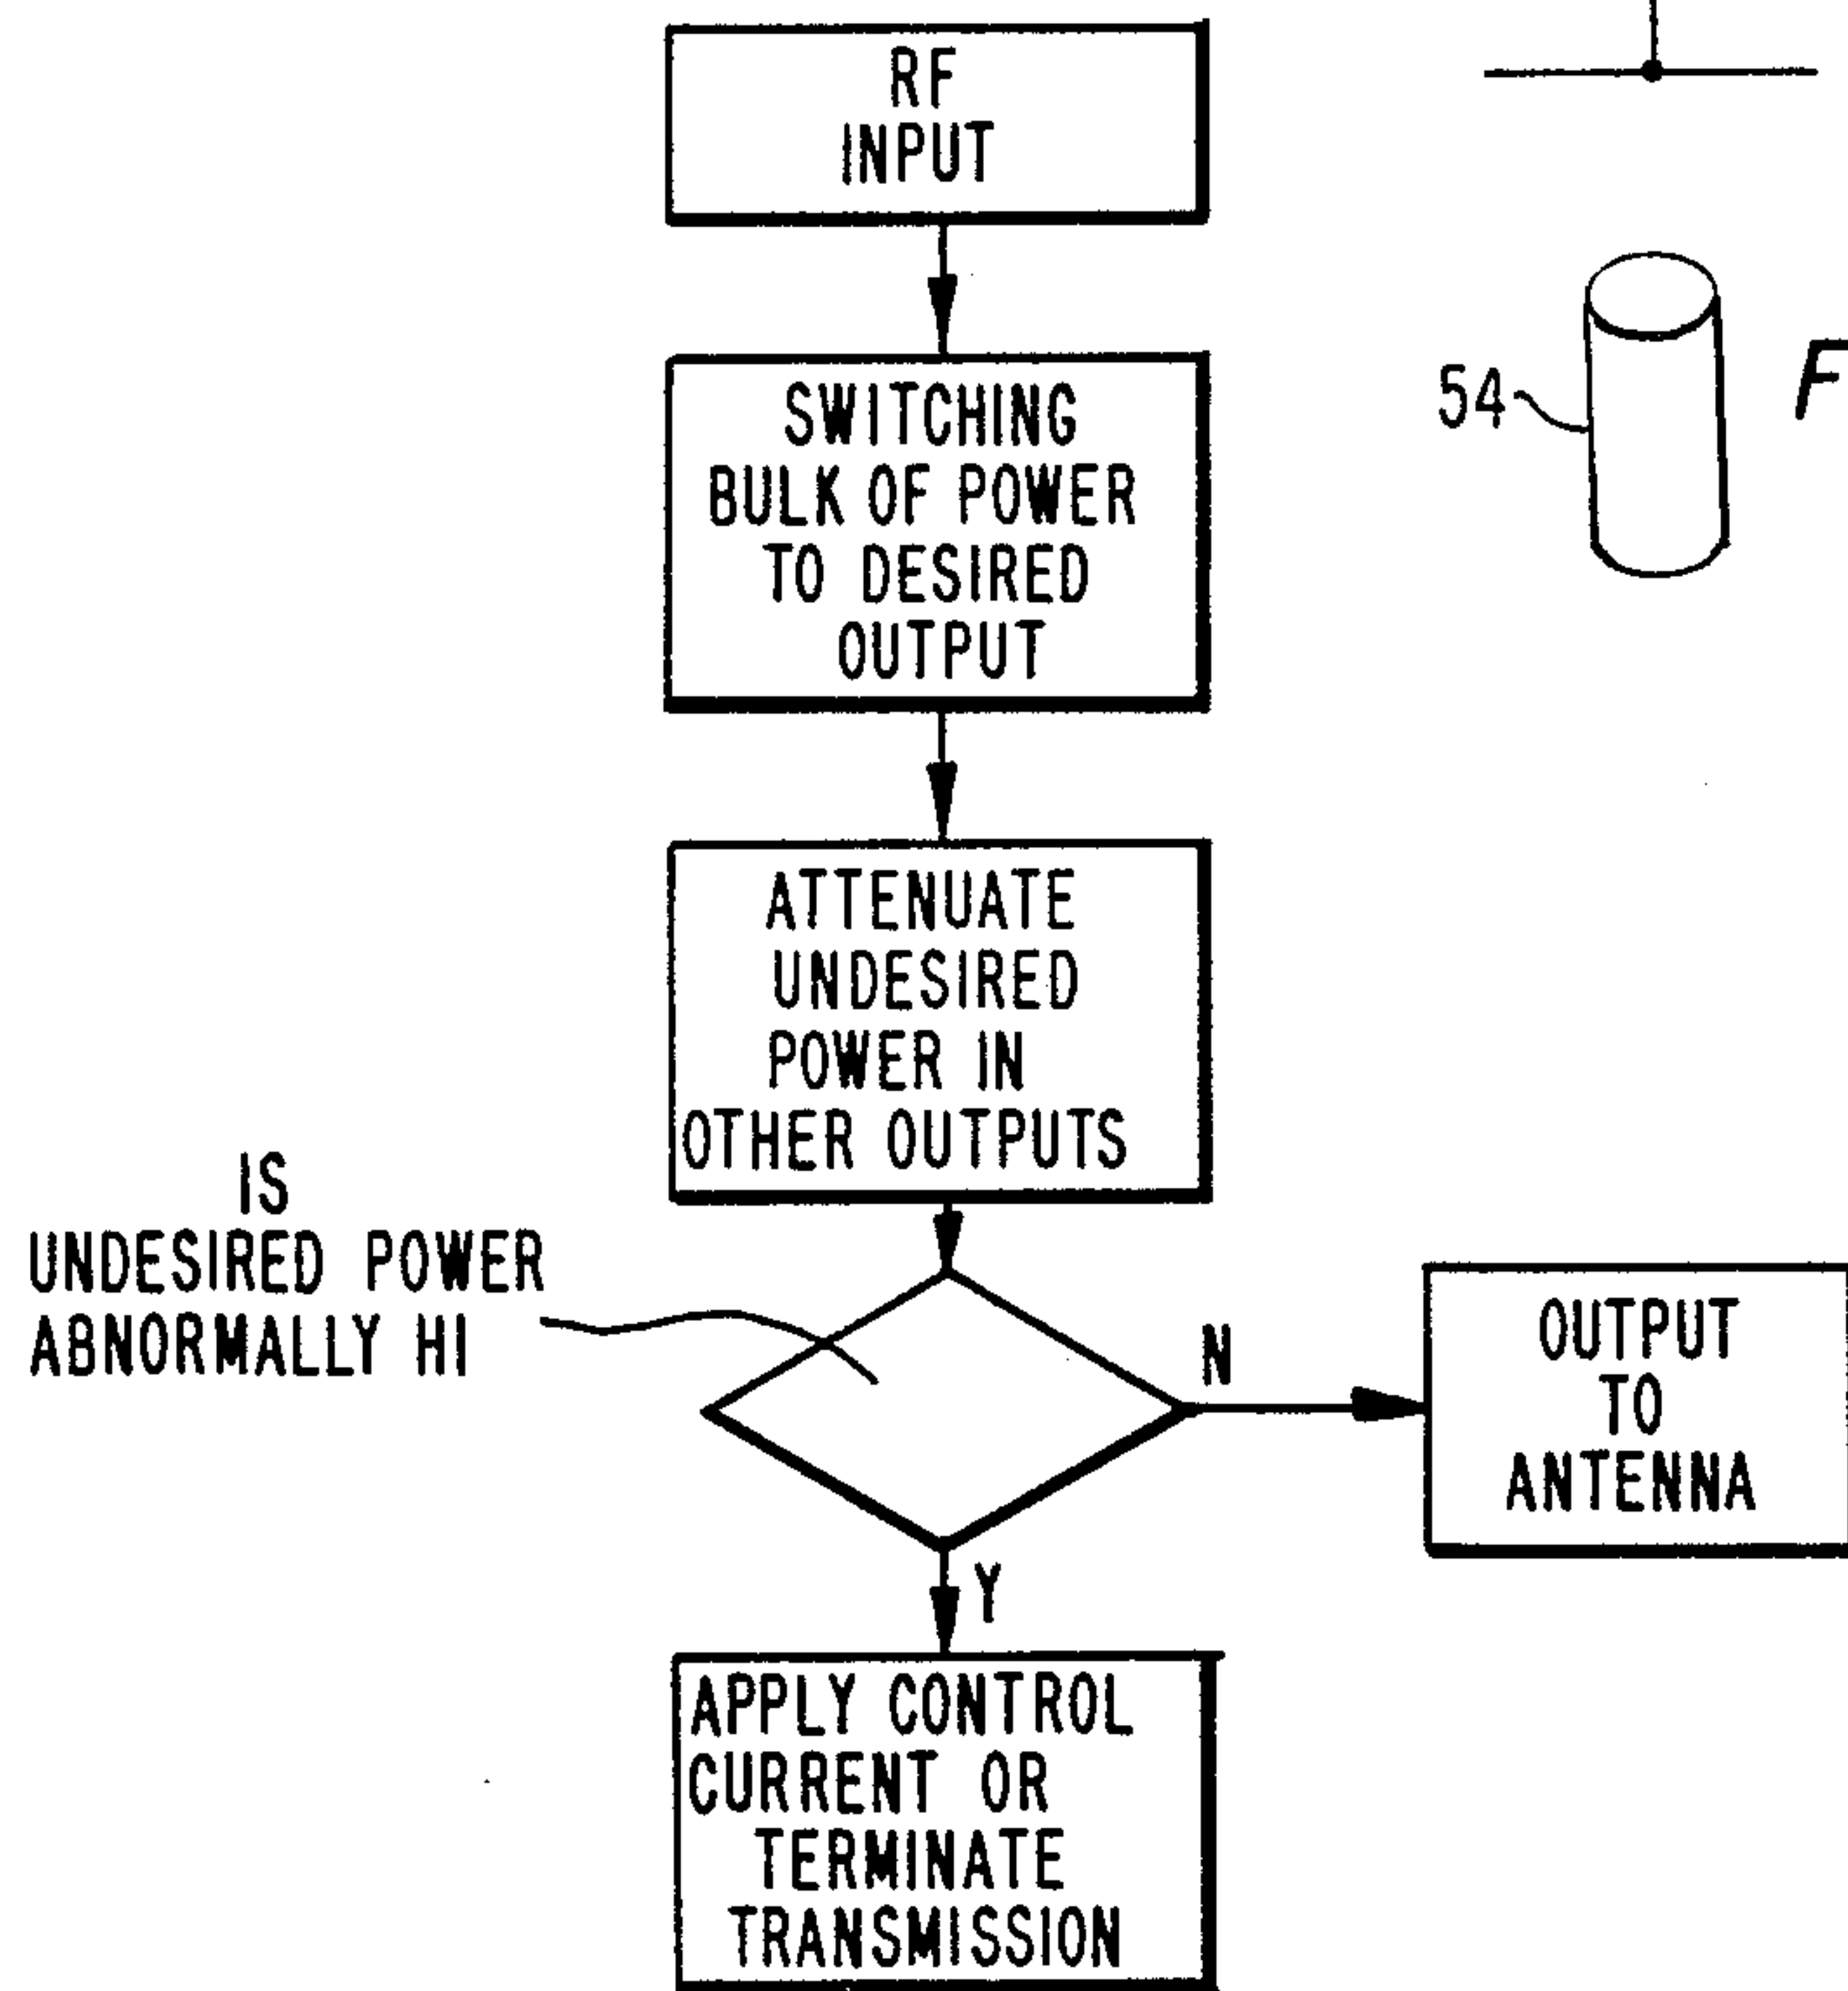 RF
INPUT
SWITCHING
BULK OF POWER
TO DESIRED
OUTPUT
54
F
ATTENUATE
UNDESIRED
POWER IN
OTHER OUTPUTS
IS
UNDESIRED POWER
ABNORMALLY HI
N
OUTPUT
TO
ANTENNA
Y
APPLY CONTROL
CURRENT OR
TERMINATE
TRANSMISSION